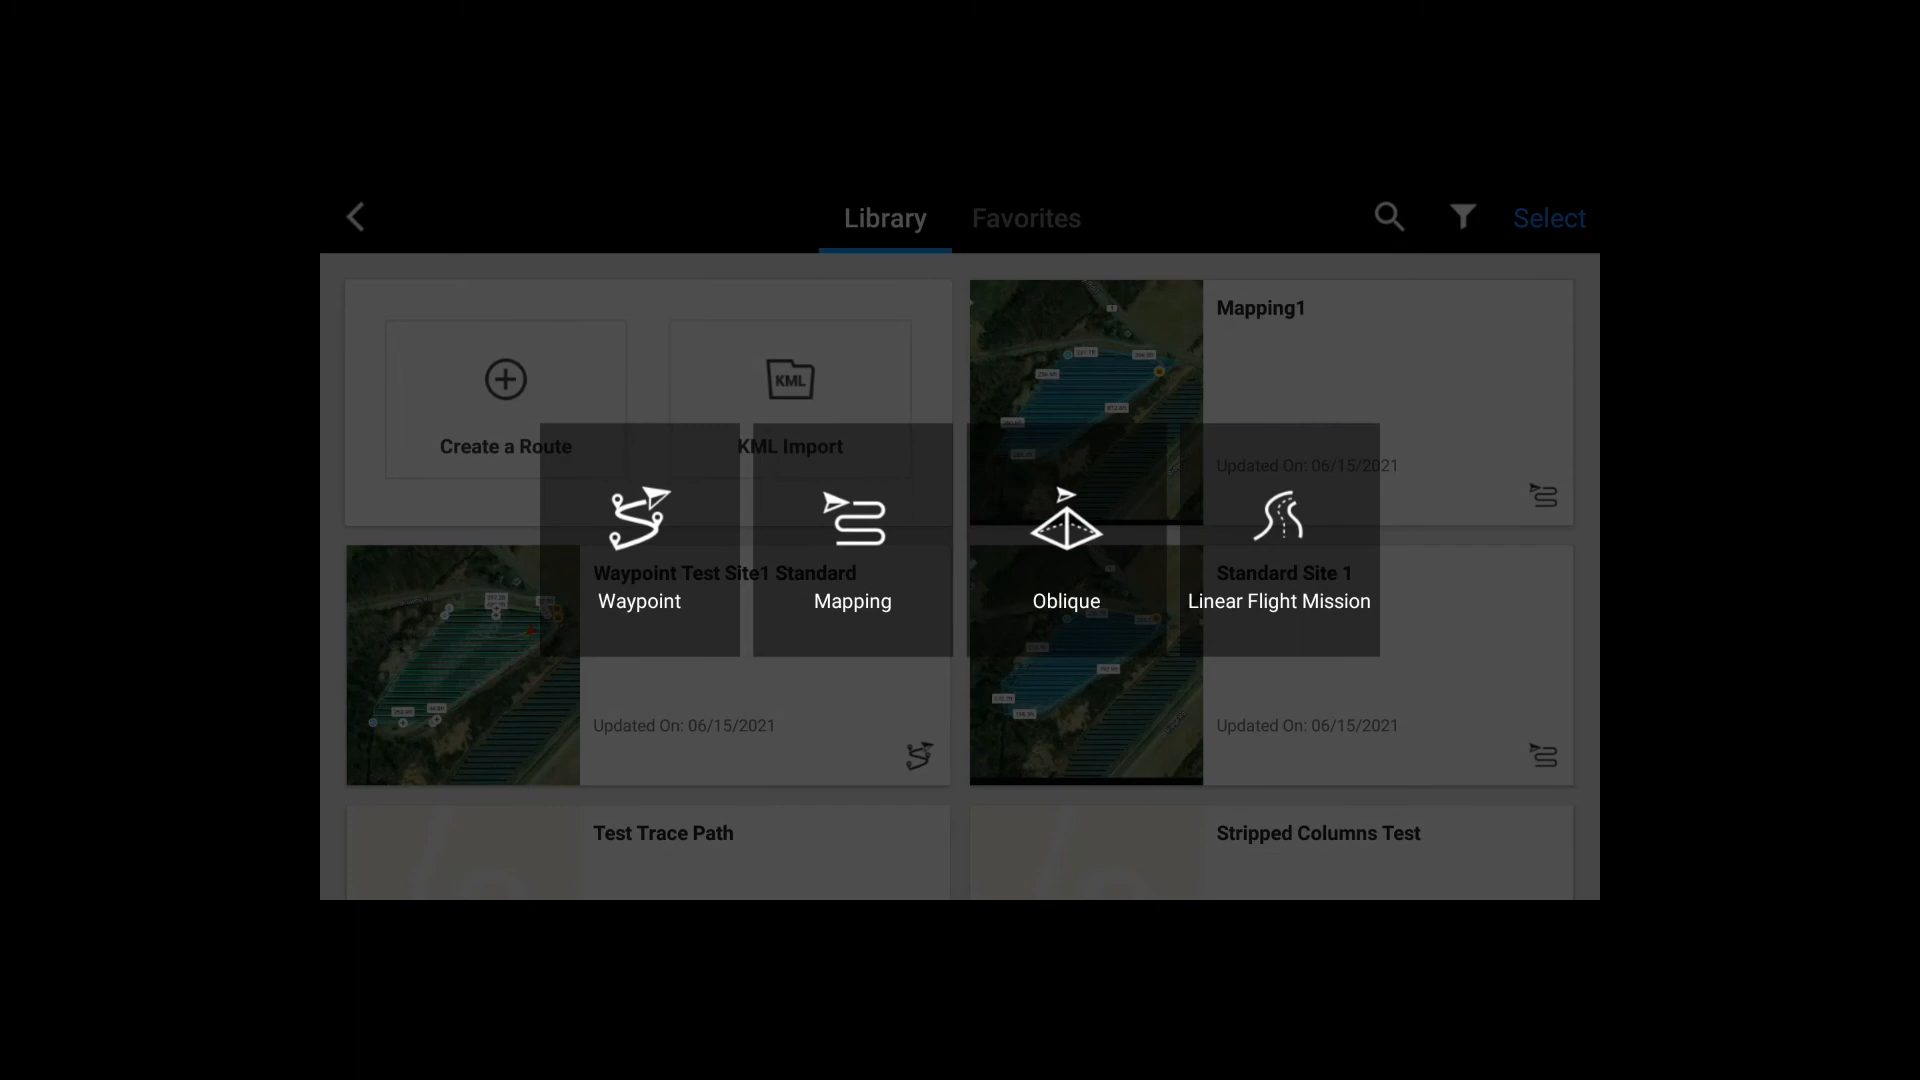 Library
Favorites
Select
Create a Route
KML
KML Import
Mapping1
Updated On: 06/15/2021
Waypoint
Mapping
Oblique
Linear Flight Mission
Waypoint Test Site1 Standard
Updated On: 06/15/2021
Standard Site 1
Updated On: 06/15/2021
Test Trace Path
Stripped Columns Test